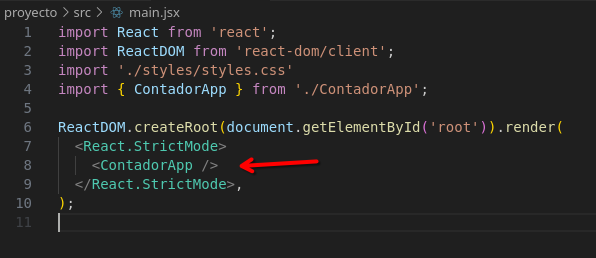 proyecto > src > main.jsx
1 import React from 'react';
2 import ReactDOM from 'react-dom/client';
3 import './styles/styles.css'
4 import { ContadorApp } from './ContadorApp';
5
6 ReactDOM.createRoot(document.getElementById('root')).render(
7 <React.StrictMode>
8 <ContadorApp />
9 </React.StrictMode>,
10 );
11